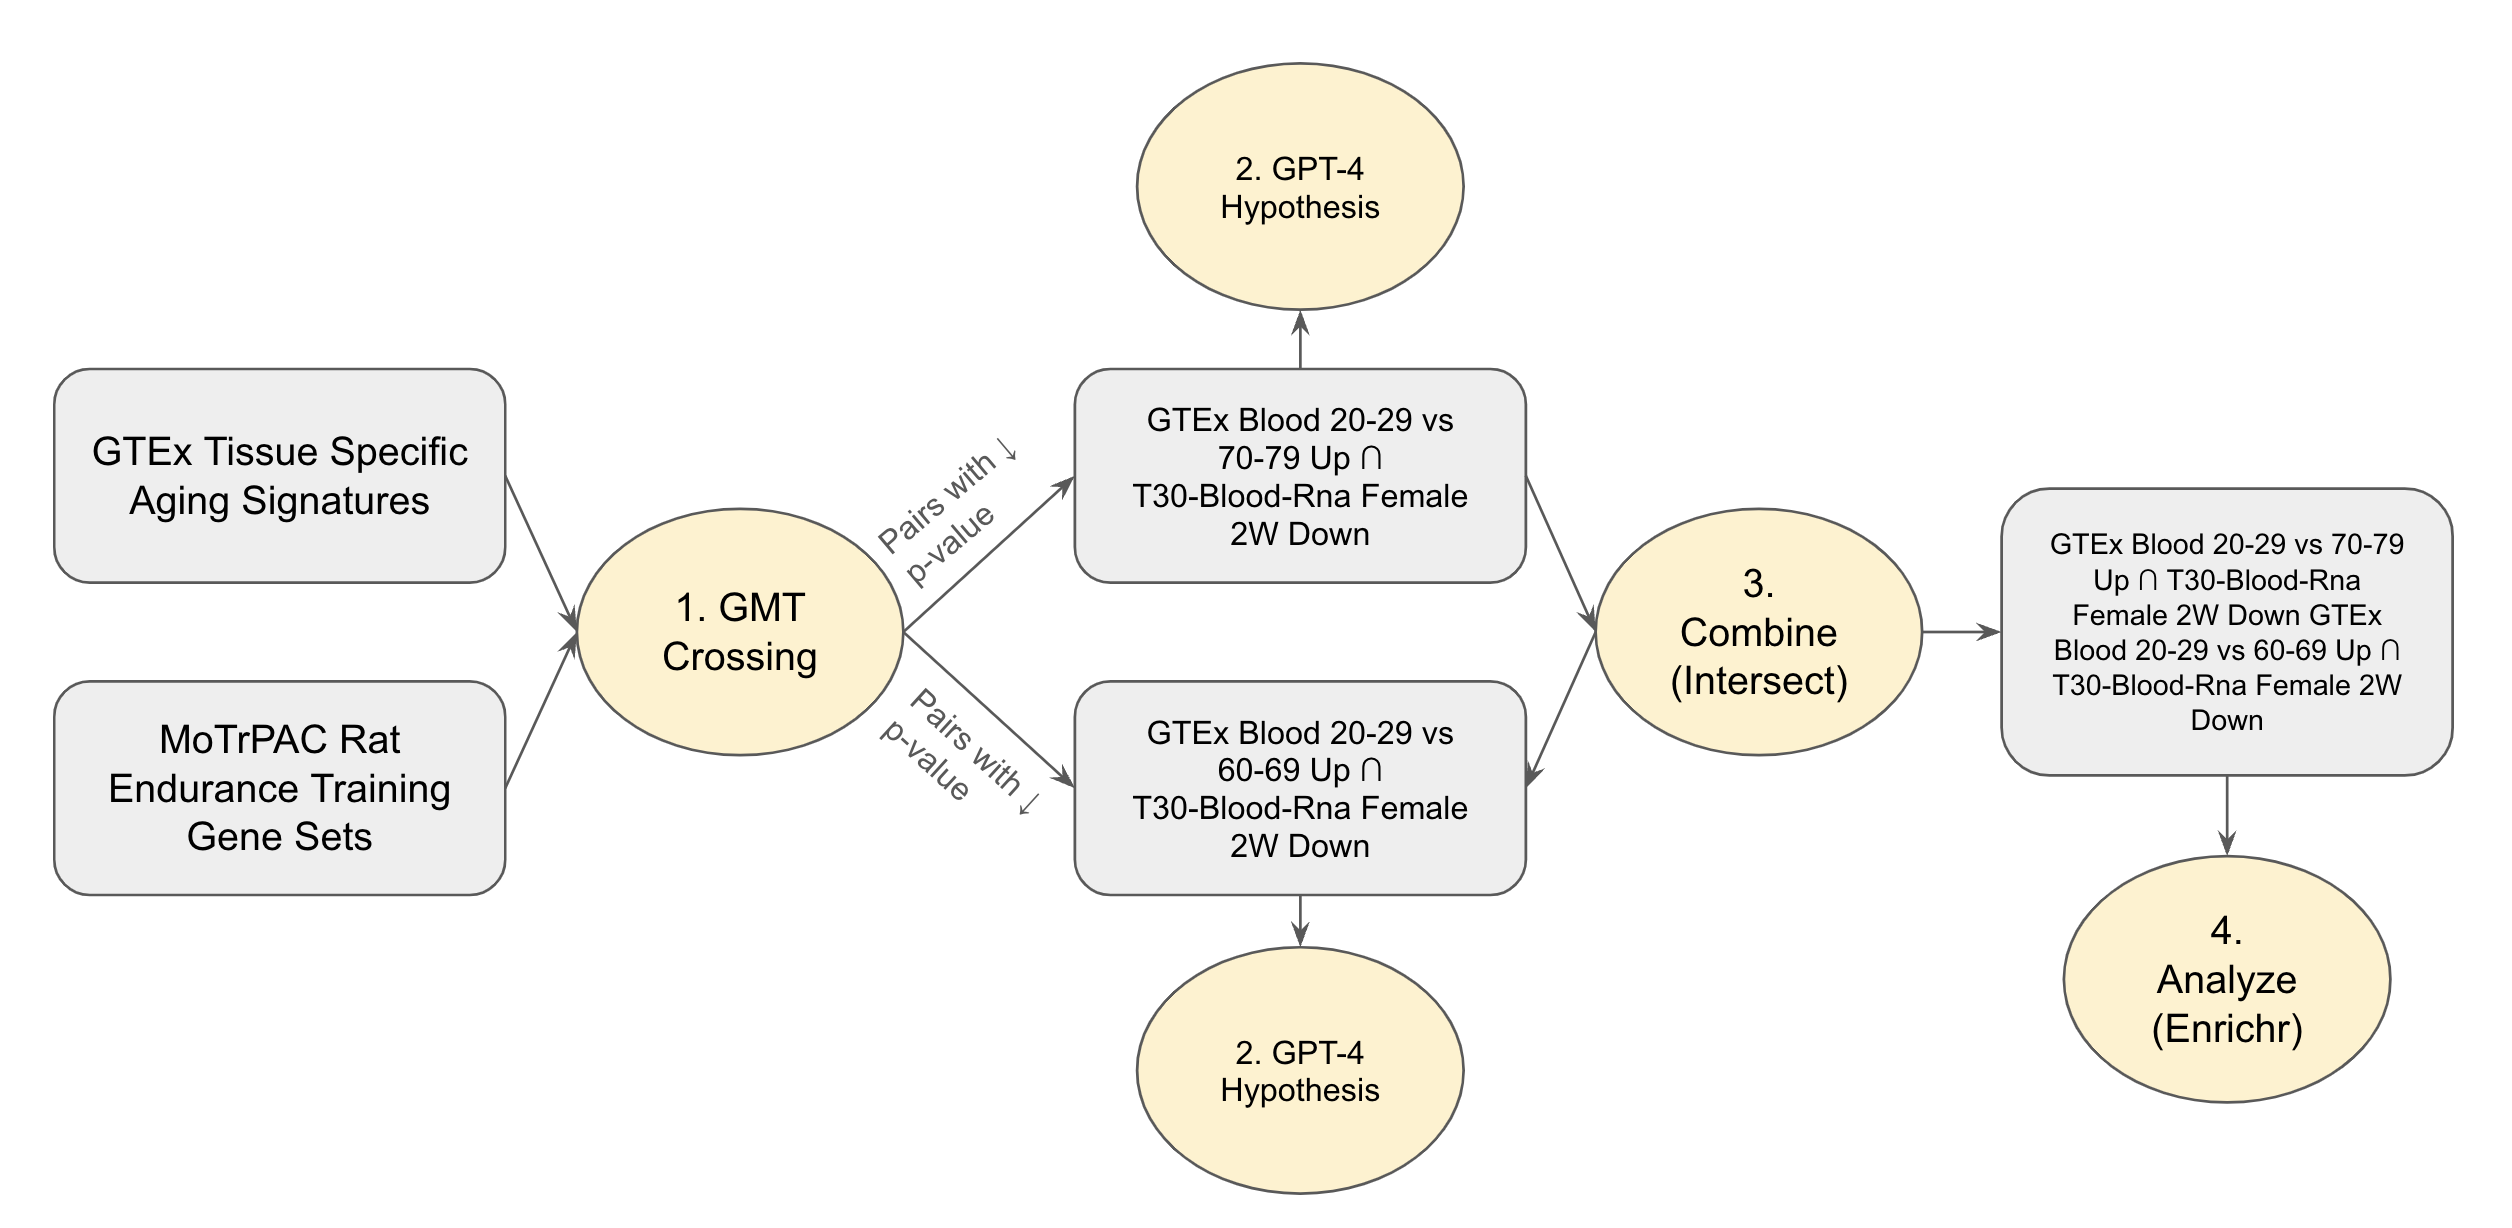 2. GPT-4
Hypothesis
GTEx Tissue Specific
Aging Signatures
MoTrPAC Rat
Endurance Training
Gene Sets
1. GMT
Crossing
Pairs with ↓
p-value
Pairs with ↓
p-value
GTEx Blood 20-29 vs
70-79 Up ∩
T30-Blood-Rna Female
2W Down
GTEx Blood 20-29 vs
60-69 Up ∩
T30-Blood-Rna Female
2W Down
2. GPT-4
Hypothesis
3.
Combine
(Intersect)
GTEx Blood 20-29 vs 70-79
Up ∩ T30-Blood-Rna
Female 2W Down GTEx
Blood 20-29 vs 60-69 Up ∩
T30-Blood-Rna Female 2W
Down
4.
Analyze
(Enrichr)